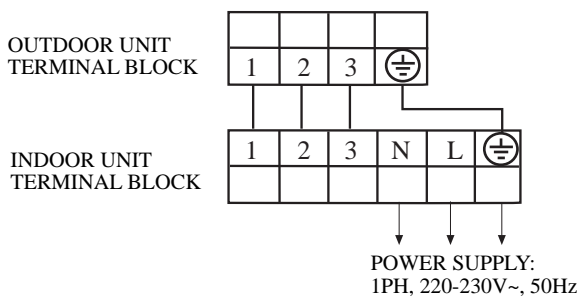 OUTDOOR UNIT
TERMINAL BLOCK
1 2 3
INDOOR UNIT
TERMINAL BLOCK
1 2 3 N L
POWER SUPPLY:
1PH, 220-230V~, 50Hz